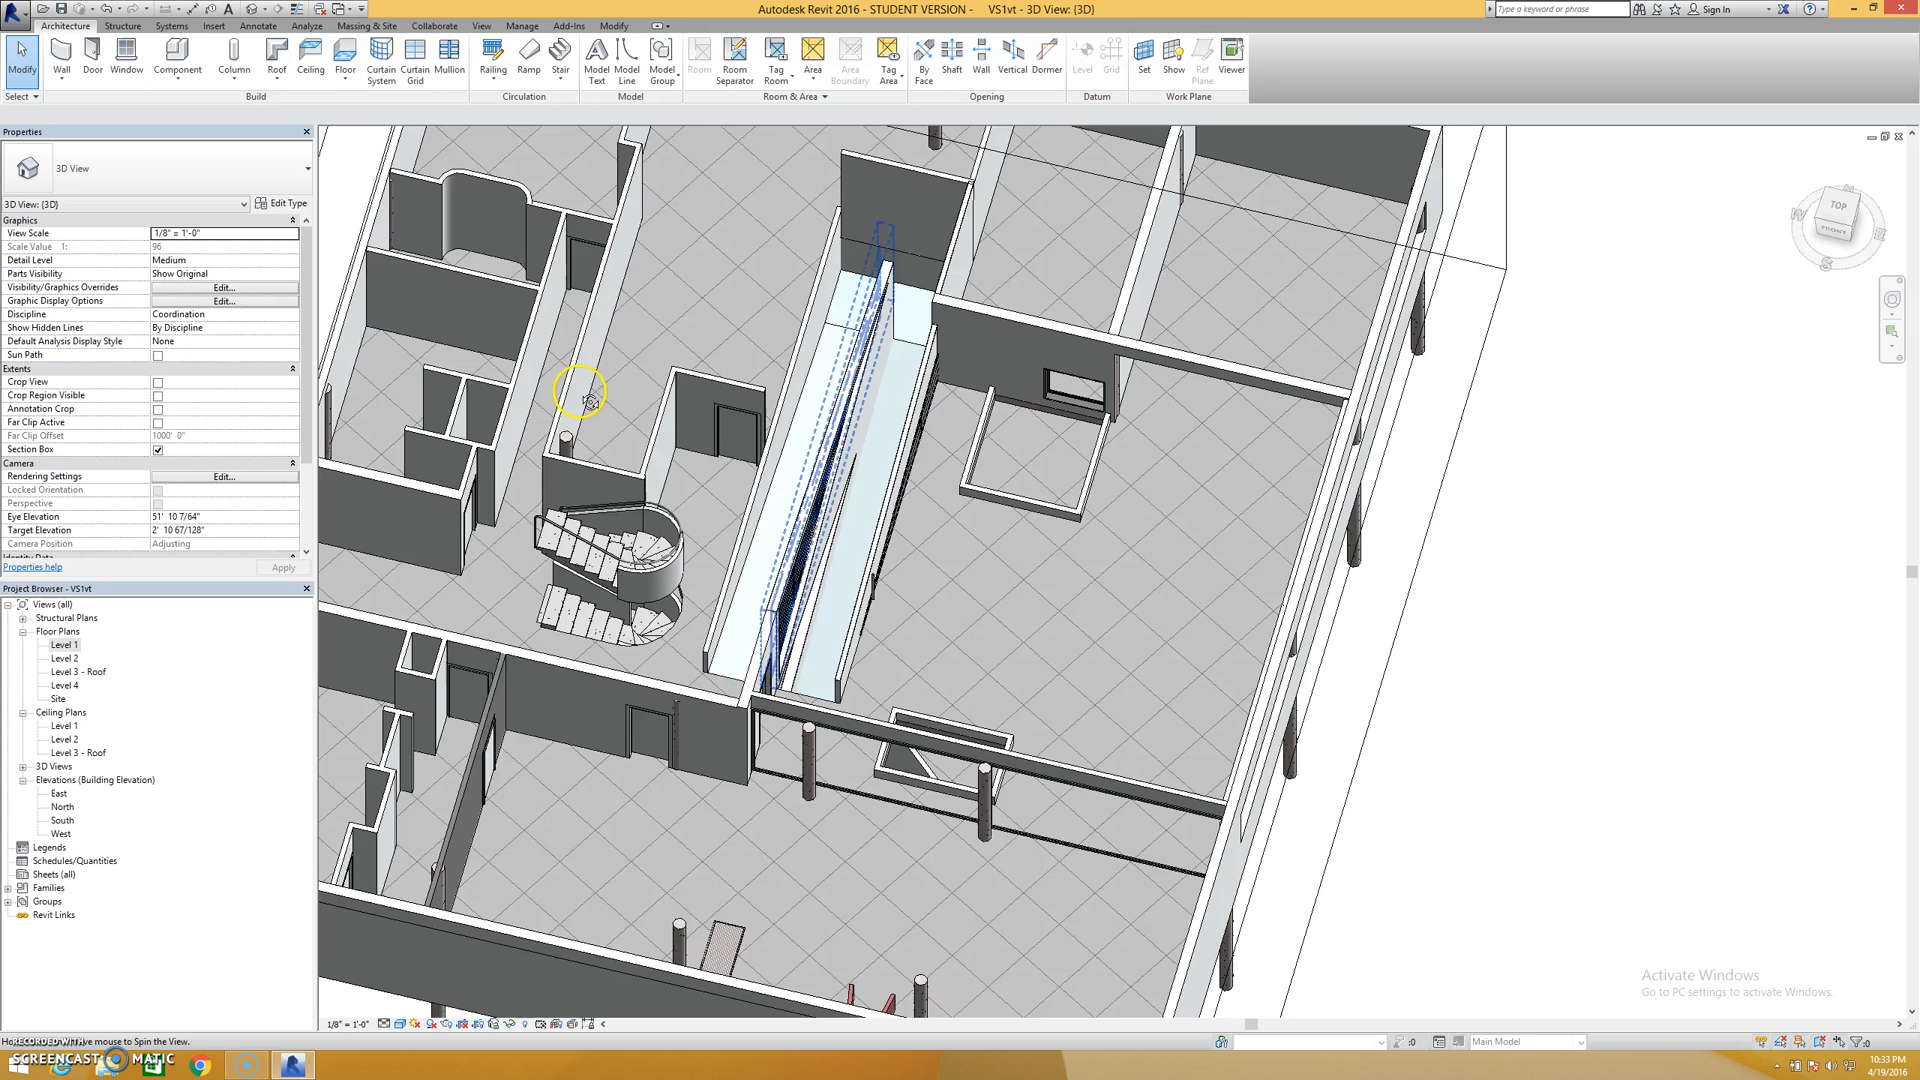 Autodesk Revit 2016 - STUDENT VERSION - VS1vt - 3D View: {3D}
Type a keyword or phrase
Sign In
Architecture Structure Systems Insert Annotate Analyze Massing & Site Collaborate View Manage Add-Ins Modify
Modify Wall Door Window Component Column Roof Ceiling Floor Curtain System Curtain Grid Mullion Railing Ramp Stair Model Text Model Line Model Group Room Room Separator Tag Room Area Area Boundary Tag Area By Face Shaft Wall Vertical Dormer Level Grid Set Show Ref Plane Viewer
Select Build Circulation Model Room & Area Opening Datum Work Plane
Properties
3D View
3D View: {3D} Edit Type
Graphics
View Scale 1/8" = 1'-0"
Scale Value 1: 96
Detail Level Medium
Parts Visibility Show Original
Visibility/Graphics Overrides Edit...
Graphic Display Options Edit...
Discipline Coordination
Show Hidden Lines By Discipline
Default Analysis Display Style None
Sun Path
Extents
Crop View
Crop Region Visible
Annotation Crop
Far Clip Active
Far Clip Offset 1000' 0"
Section Box
Camera
Rendering Settings Edit...
Locked Orientation
Perspective
Eye Elevation 51' 10 7/64"
Target Elevation 2' 10 67/128"
Camera Position Adjusting
Identity Data
Properties help Apply
Project Browser - VS1vt
Views (all)
Structural Plans
Floor Plans
Level 1
Level 2
Level 3 - Roof
Level 4
Site
Ceiling Plans
Level 1
Level 2
Level 3 - Roof
3D Views
Elevations (Building Elevation)
East
North
South
West
Legends
Schedules/Quantities
Sheets (all)
Families
Groups
Revit Links
TOP
FRONT
W
E
S
Activate Windows
Go to PC settings to activate Windows.
1/8" = 1'-0"
move mouse to Spin the View.
:0
Main Model
:0
RECORDED WITH
SCREENCAST MATIC
10:33 PM
4/19/2016